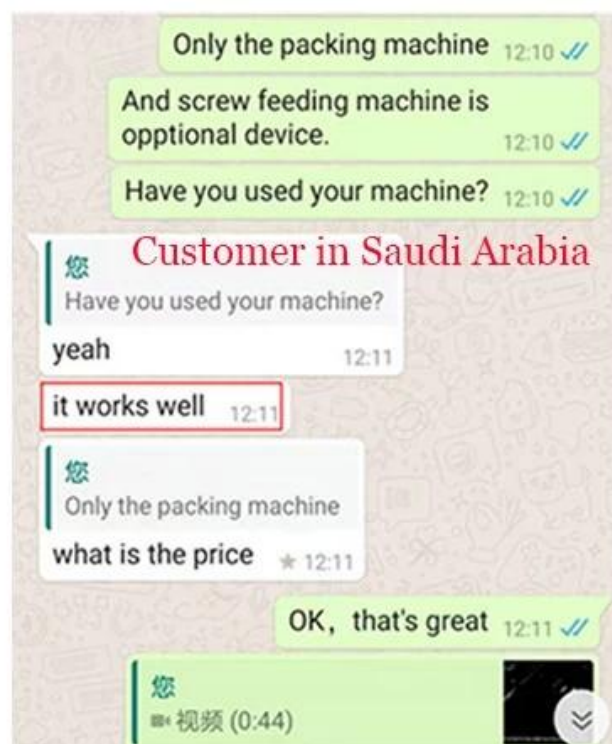 Only the packing machine 12:10
And screw feeding machine is
opptional device. 12:10
Have you used your machine? 12:10
Customer in Saudi Arabia
您
Have you used your machine?
yeah 12:11
it works well 12:11
您
Only the packing machine
what is the price ★ 12:11
OK，that's great 12:11
您
视频 (0:44)